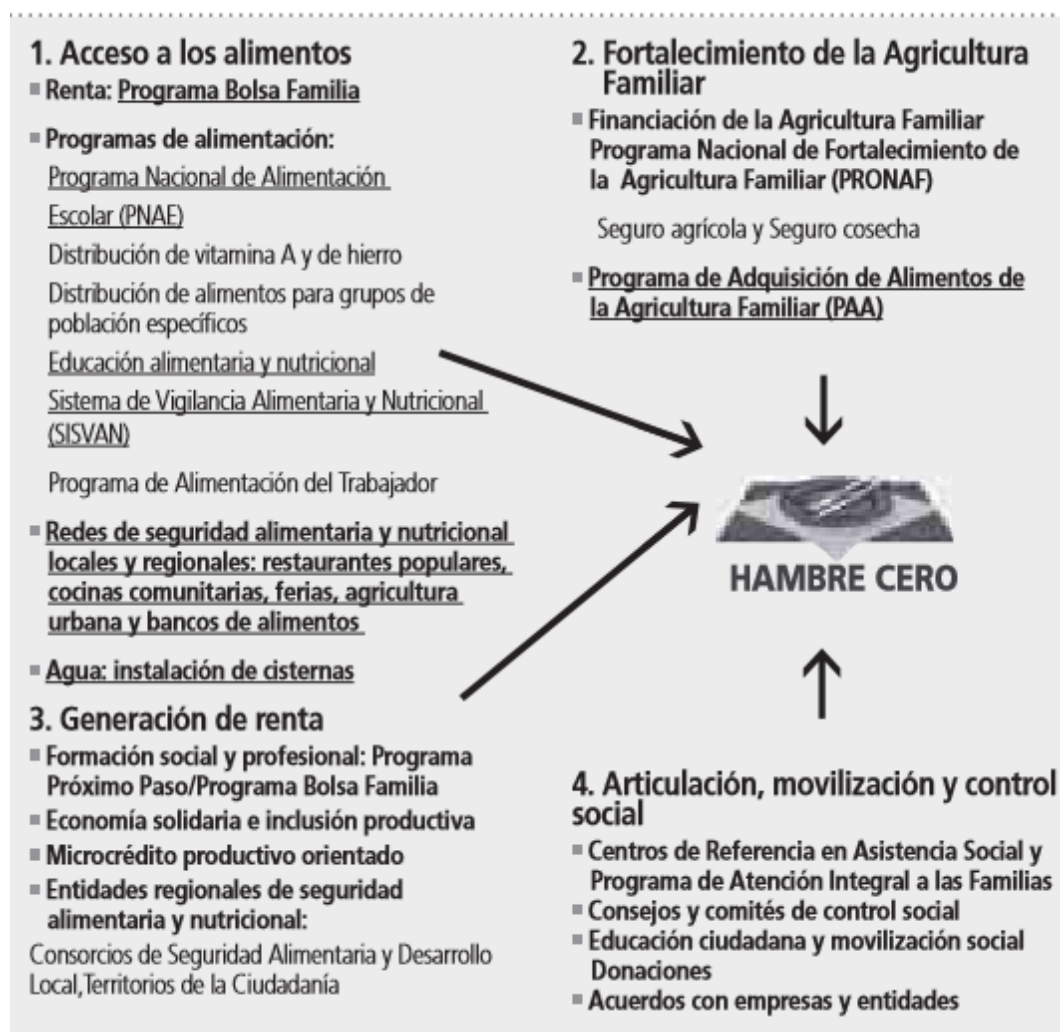 1. Acceso a los alimentos
Renta: Programa Bolsa Familia
Programas de alimentación:
Programa Nacional de Alimentación
Escolar (PNAE)
Distribución de vitamina A y de hierro
Distribución de alimentos para grupos de
población específicos
Educación alimentaria y nutricional
Sistema de Vigilancia Alimentaria y Nutricional
(SISVAN)
Programa de Alimentación del Trabajador
Redes de seguridad alimentaria y nutricional
locales y regionales: restaurantes populares,
cocinas comunitarias, ferias, agricultura
urbana y bancos de alimentos
Agua: instalación de cisternas
2. Fortalecimiento de la Agricultura
Familiar
Financiación de la Agricultura Familiar
Programa Nacional de Fortalecimiento de
la Agricultura Familiar (PRONAF)
Seguro agrícola y Seguro cosecha
Programa de Adquisición de Alimentos de
la Agricultura Familiar (PAA)
HAMBRE CERO
3. Generación de renta
Formación social y profesional: Programa
Próximo Paso/Programa Bolsa Familia
Economía solidaria e inclusión productiva
Microcrédito productivo orientado
Entidades regionales de seguridad
alimentaria y nutricional:
Consorcios de Seguridad Alimentaria y Desarrollo
Local,Territorios de la Ciudadanía
4. Articulación, movilización y control
social
Centros de Referencia en Asistencia Social y
Programa de Atención Integral a las Familias
Consejos y comités de control social
Educación ciudadana y movilización social
Donaciones
Acuerdos con empresas y entidades